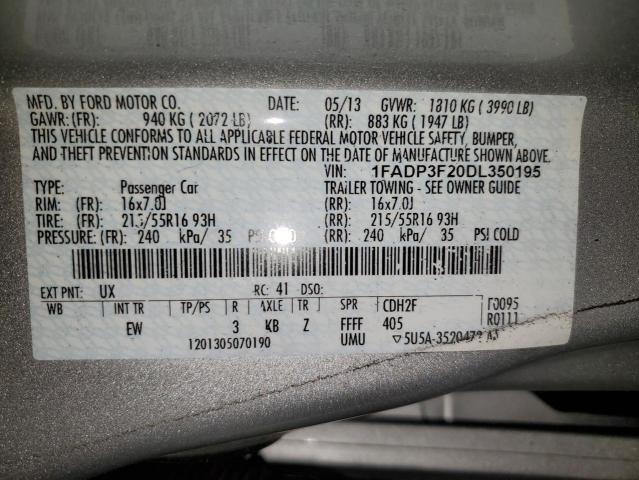 MFD. BY FORD MOTOR CO. DATE: 05/13 GVWR: 1810 KG ( 3990 LB)
GAWR: (FR): 940 KG ( 2072 LB) (RR): 883 KG ( 1947 LB)
THIS VEHICLE CONFORMS TO ALL APPLICABLE FEDERAL MOTOR VEHICLE SAFETY, BUMPER,
AND THEFT PREVENTION STANDARDS IN EFFECT ON THE DATE OF MANUFACTURE SHOWN ABOVE.
VIN: 1FADP3F20DL350195
TYPE: Passenger Car TRAILER TOWING - SEE OWNER GUIDE
RIM: (FR): 16x7.0J (RR): 16x7.0J
TIRE: (FR): 215/55R16 93H (RR): 215/55R16 93H
PRESSURE: (FR): 240 kPa/ 35 PSI COLD (RR): 240 kPa/ 35 PSI COLD
EXT PNT: UX RC: 41 DSO:
WB INT TR TP/PS R AXLE TR SPR CDH2F F0095
EW 3 KB Z FFFF 405 R0111
1201305070190 UMU ▽5U5A-3520472